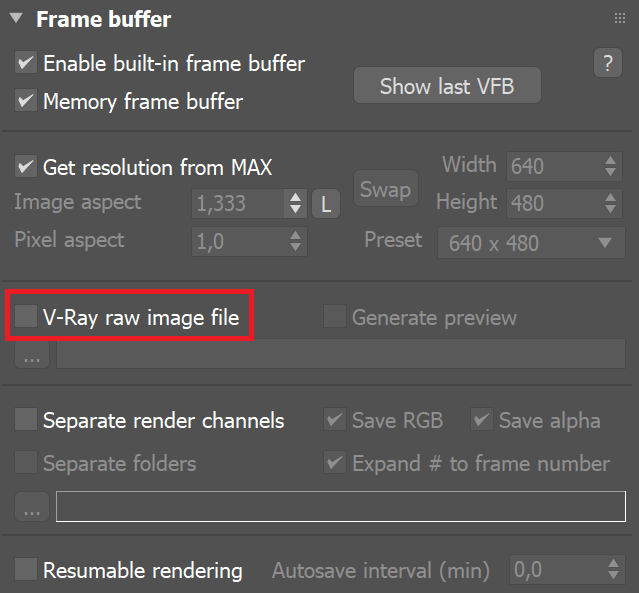 Frame buffer
Enable built-in frame buffer
?
Show last VFB
Memory frame buffer
Get resolution from MAX
Width 640
Image aspect 1,333 L
Swap
Height 480
Pixel aspect 1,0
Preset 640 x 480
V-Ray raw image file
Generate preview
...
Separate render channels
Save RGB
Save alpha
Separate folders
Expand # to frame number
...
Resumable rendering
Autosave interval (min) 0,0